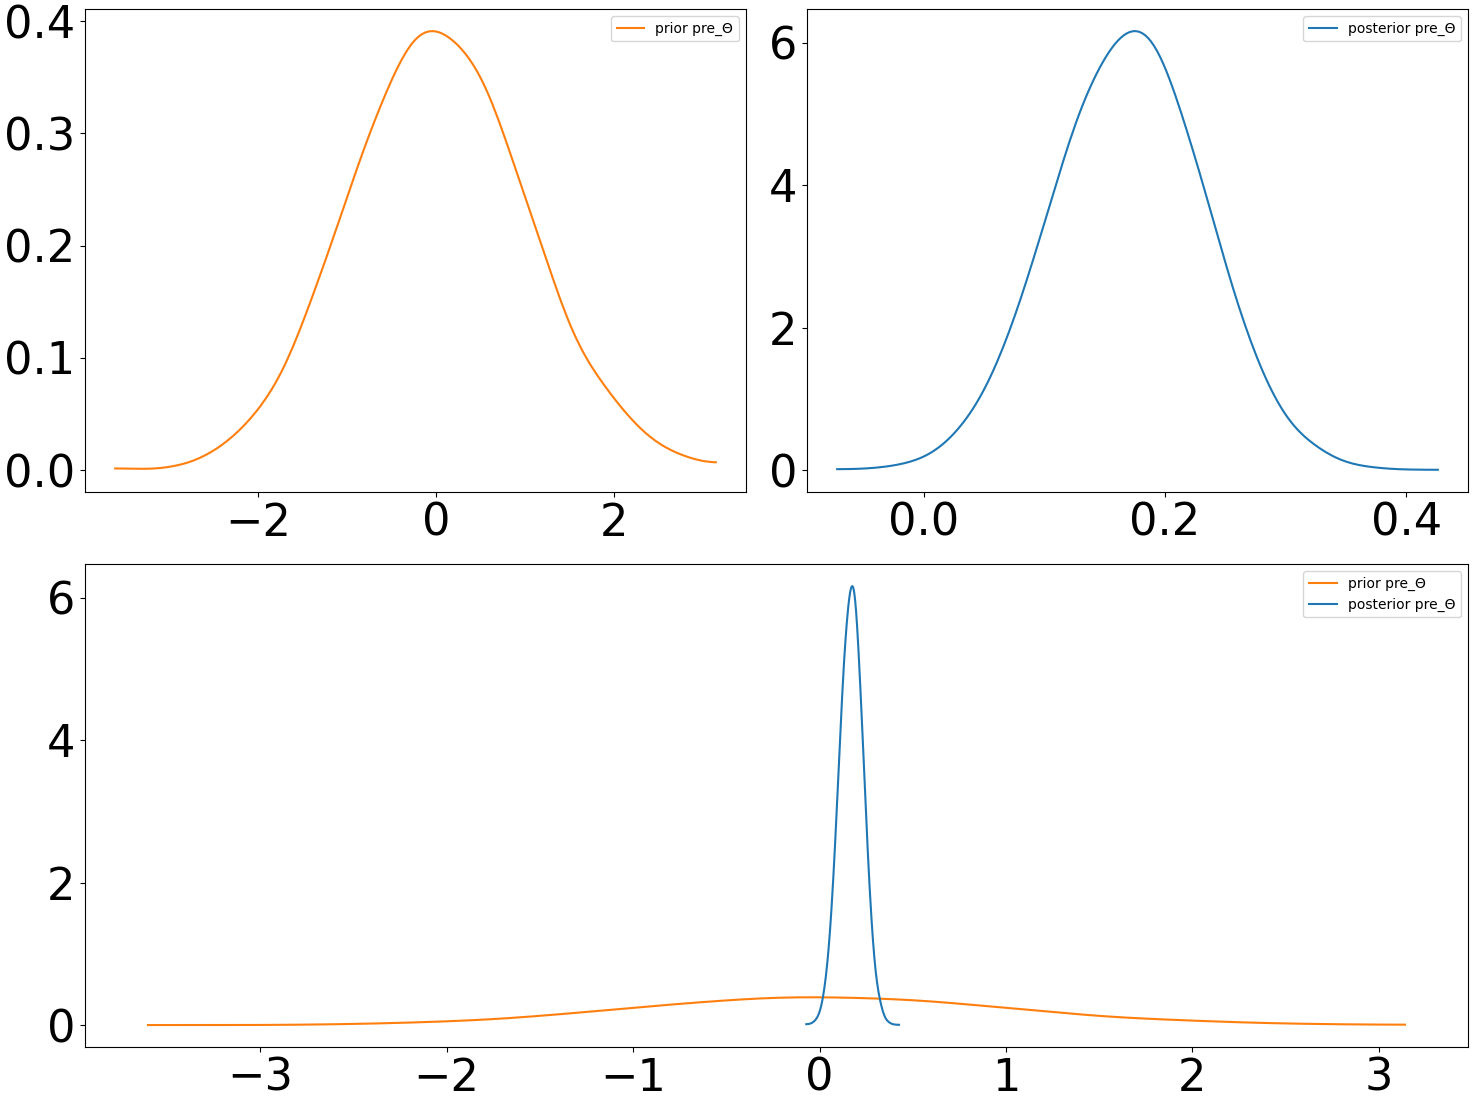 0.4
0.3
0.2
0.1
0.0
−2 0 2
prior pre_Θ
6
4
2
0
0.0 0.2 0.4
posterior pre_Θ
6
4
2
0
−3 −2 −1 0 1 2 3
prior pre_Θ
posterior pre_Θ